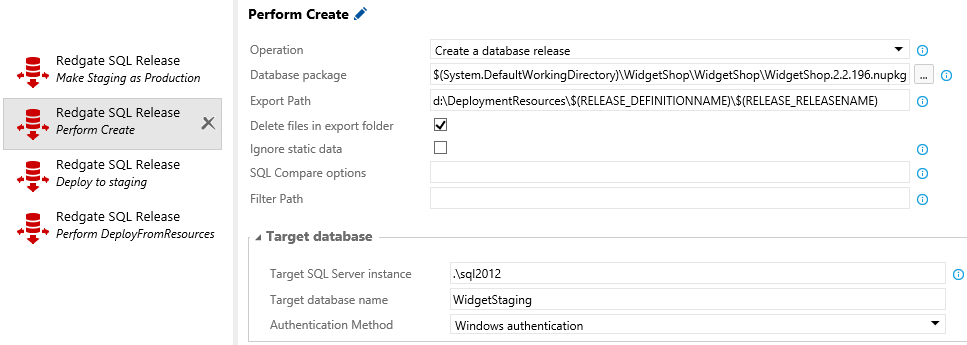 Redgate SQL Release
Make Staging as Production
Redgate SQL Release
Perform Create
Redgate SQL Release
Deploy to staging
Redgate SQL Release
Perform DeployFromResources
Perform Create
Operation
Create a database release
Database package
$(System.DefaultWorkingDirectory)\WidgetShop\WidgetShop\WidgetShop.2.2.196.nupkg
...
Export Path
d:\DeploymentResources\$(RELEASE_DEFINITIONNAME)\$(RELEASE_RELEASENAME)
Delete files in export folder
Ignore static data
SQL Compare options
Filter Path
Target database
Target SQL Server instance
.\sql2012
Target database name
WidgetStaging
Authentication Method
Windows authentication